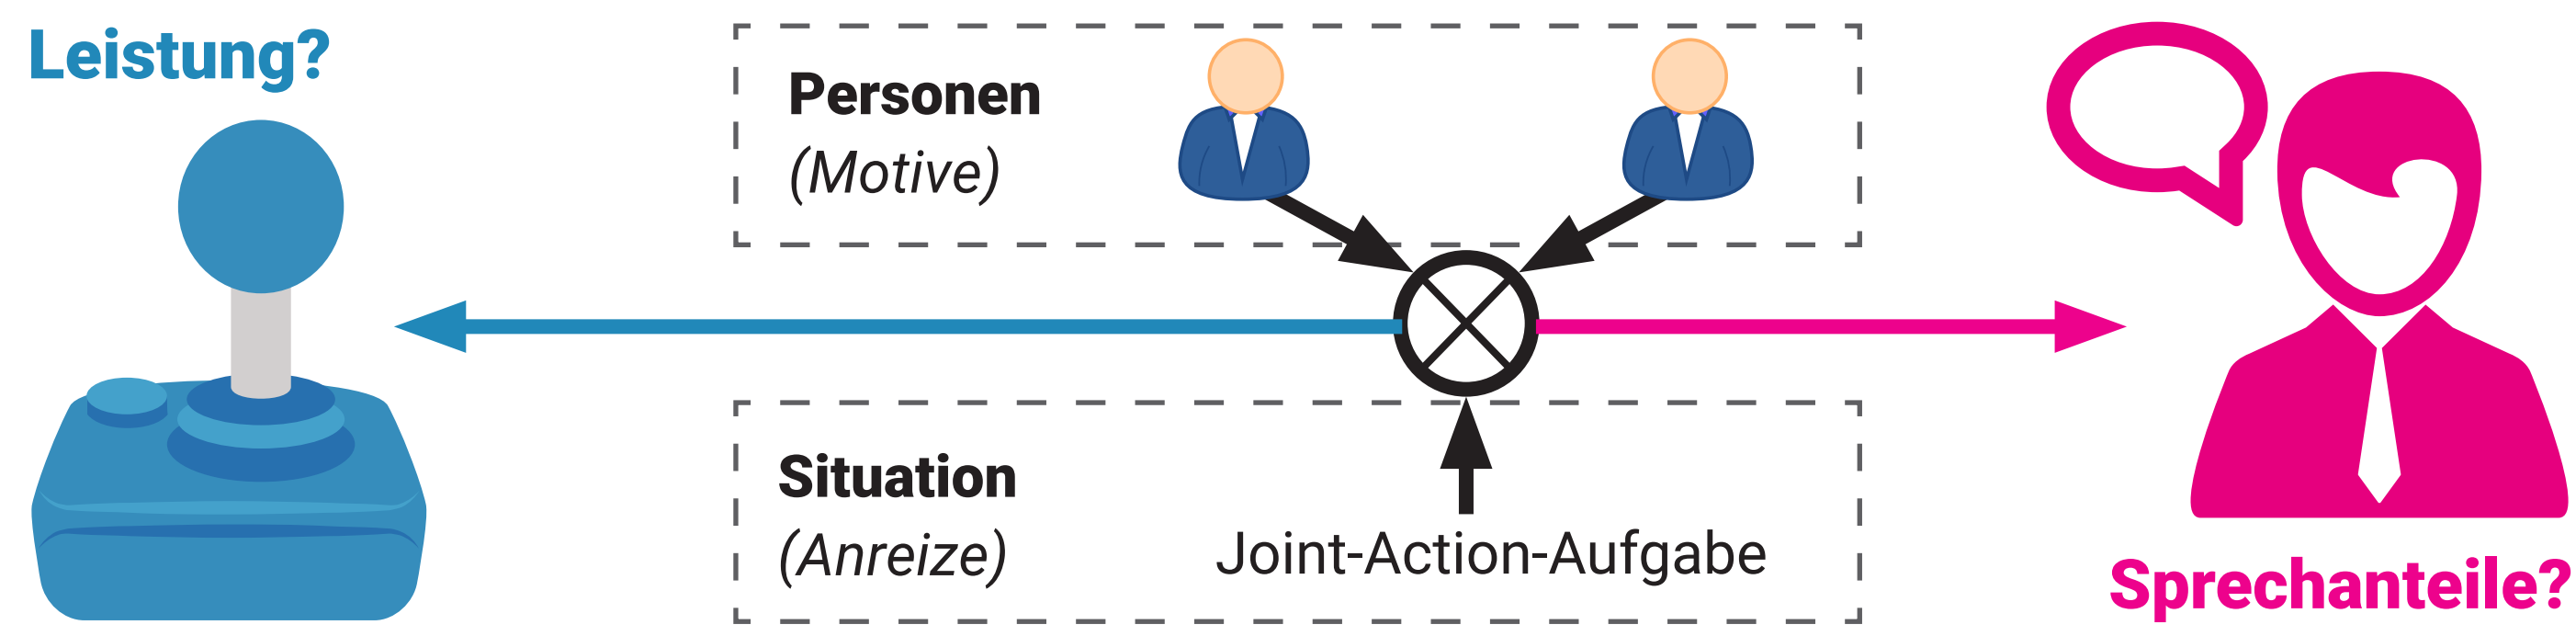 Leistung?
Personen
(Motive)
Situation
(Anreize)
Joint-Action-Aufgabe
Sprechanteile?